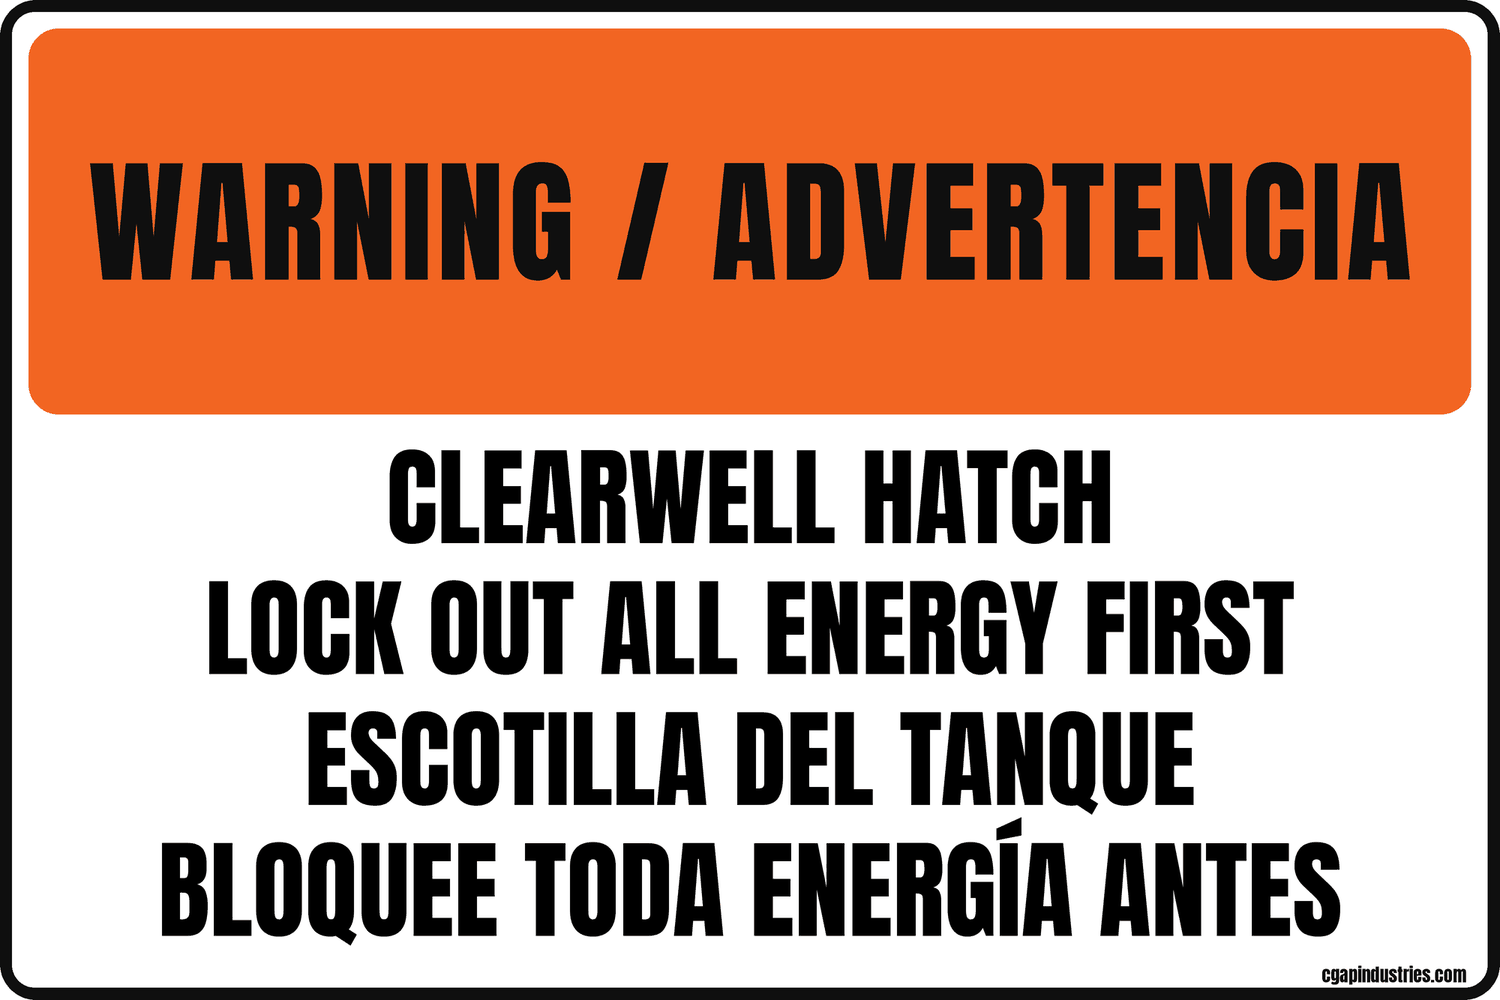 WARNING / ADVERTENCIA
CLEARWELL HATCH
LOCK OUT ALL ENERGY FIRST
ESCOTILLA DEL TANQUE
BLOQUEE TODA ENERGÍA ANTES
cgapindustries.com